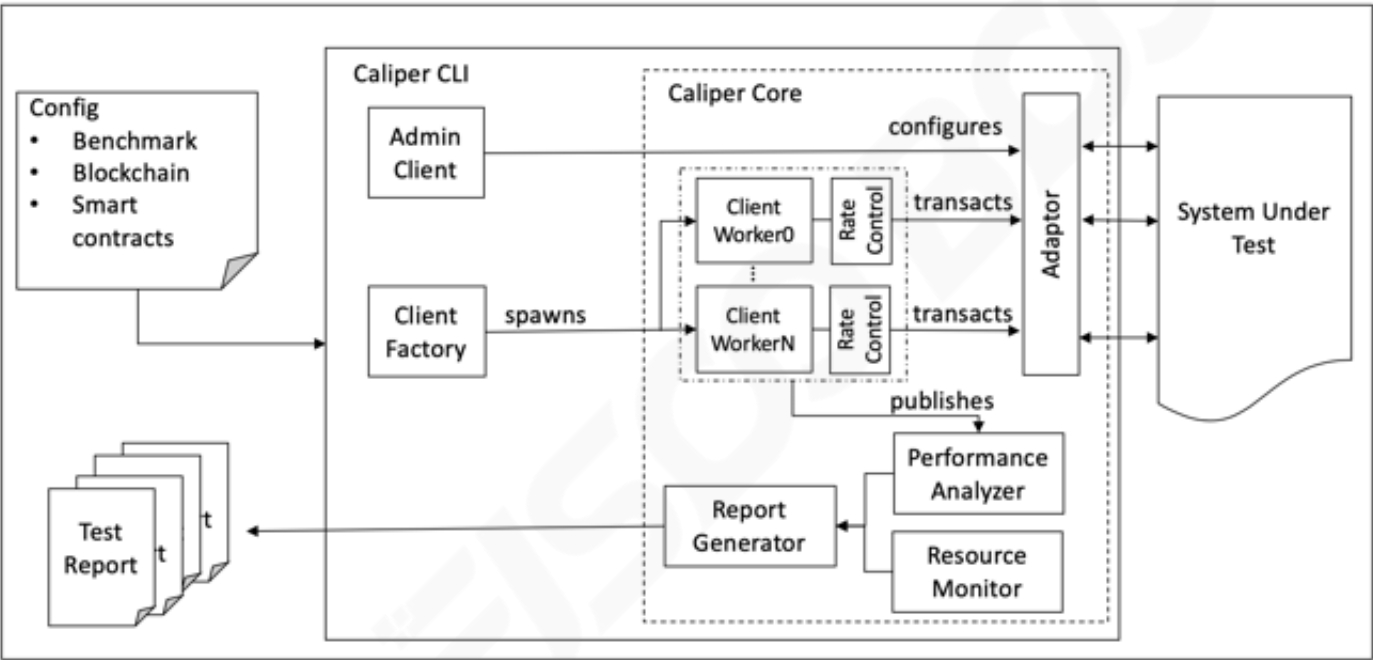 Config
• Benchmark
• Blockchain
• Smart
contracts
Caliper CLI
Admin
Client
Client
Factory
spawns
Caliper Core
configures
Client
Worker0
Rate
Control
transacts
Client
WorkerN
Rate
Control
transacts
Adaptor
System Under
Test
publishes
Performance
Analyzer
Resource
Monitor
Report
Generator
Test
Report
t
t